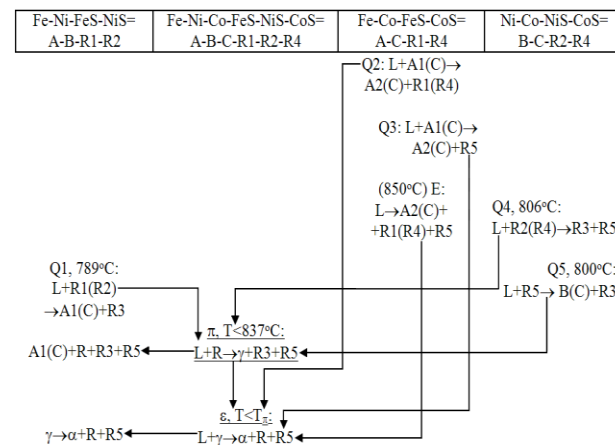 Fe-Ni-FeS-NiS=
A-B-R1-R2
Fe-Ni-Co-FeS-NiS-CoS=
A-B-C-R1-R2-R4
Fe-Co-FeS-CoS=
A-C-R1-R4
Ni-Co-NiS-CoS=
B-C-R2-R4
Q2: L+A1(C)→
A2(C)+R1(R4)
Q3: L+A1(C)→
A2(C)+R5
(850°C) E:
L→A2(C)+
+R1(R4)+R5
Q4, 806°C:
L+R2(R4)→R3+R5
Q1, 789°C:
L+R1(R2)
→A1(C)+R3
Q5, 800°C:
L+R5→B(C)+R3
π, T<837°C:
L+R→γ+R3+R5
A1(C)+R+R3+R5
ε, T<Tπ:
L+γ→α+R+R5
γ→α+R+R5